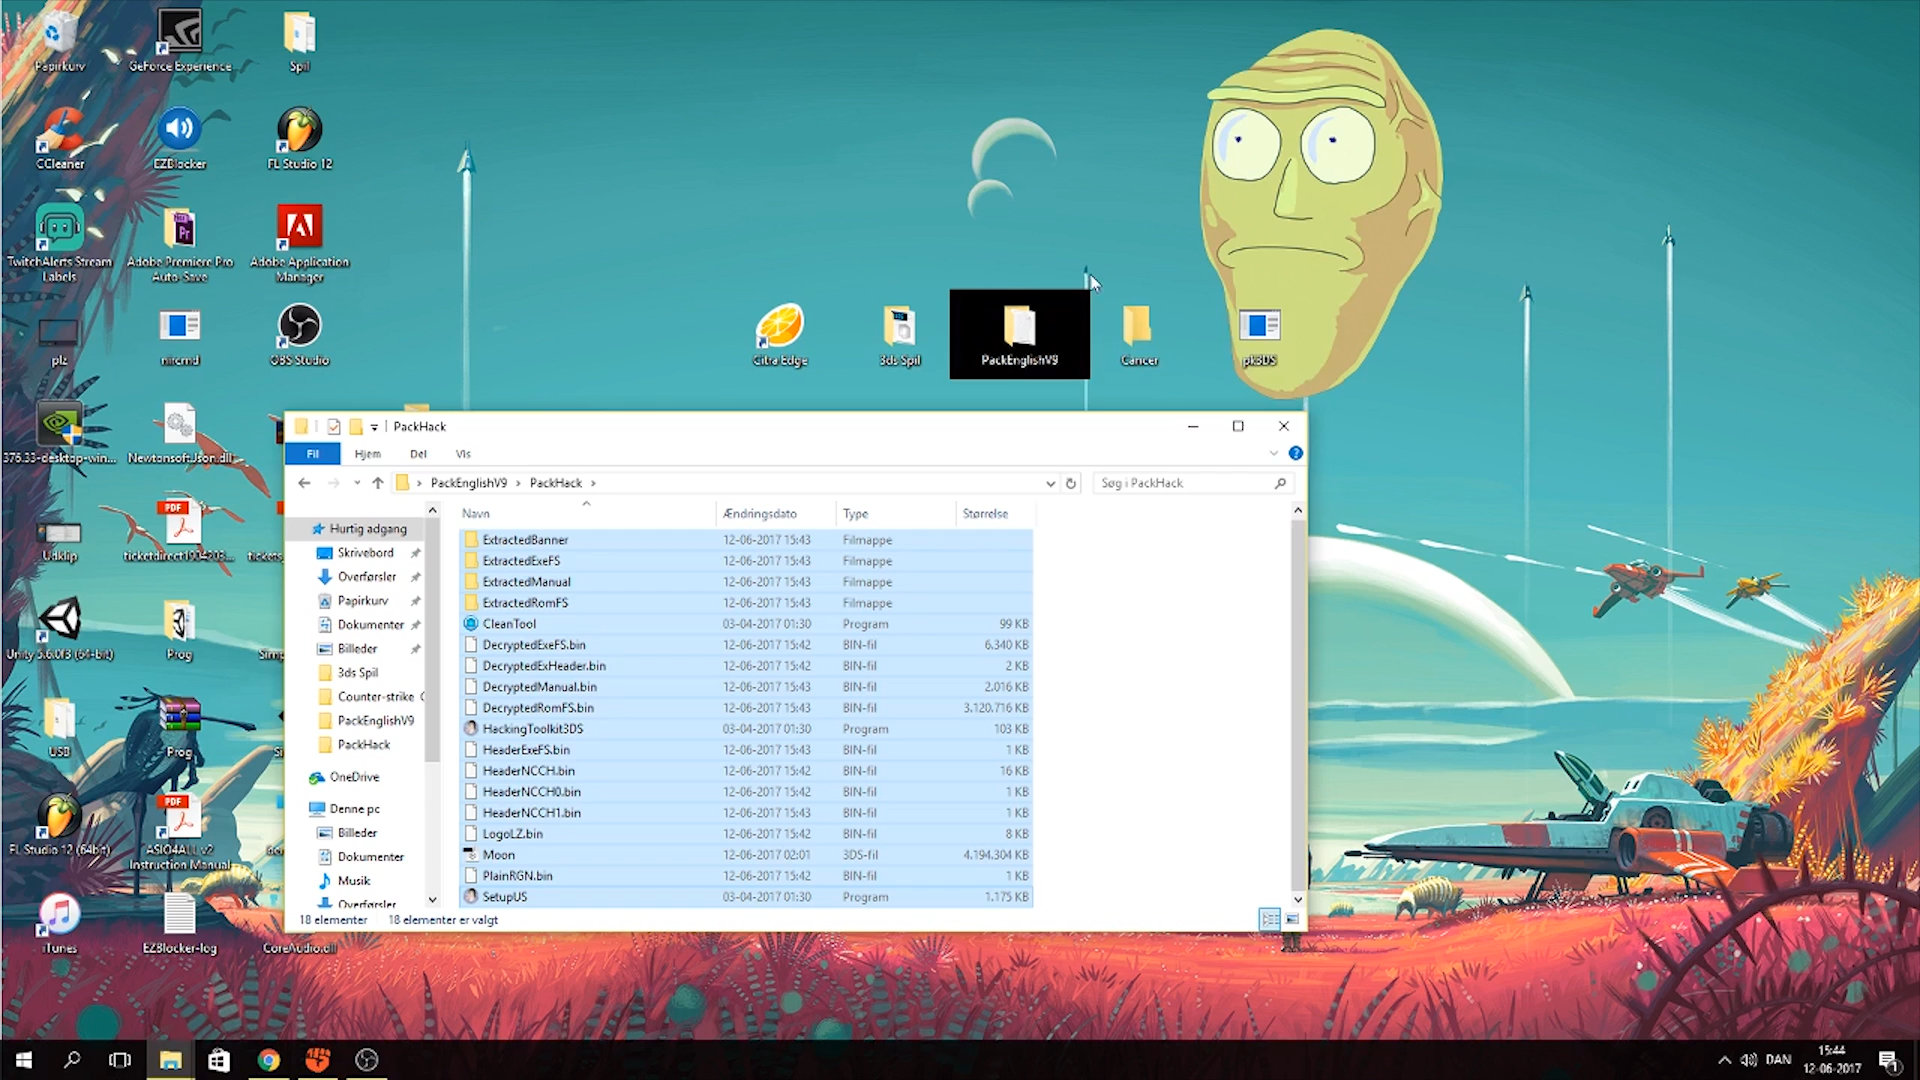 Papirkurv
GeForce Experience
Spil
CCleaner
EZBlocker
FL Studio 12
TwitchAlerts Stream
Labels
Adobe Premiere Pro
Auto-Save
Adobe Application
Manager
plz
nircmd
OBS Studio
Citra Edge
3ds Spil
PackEnglishV9
Cancer
pk3DS
376.33-desktop-win...
Newtonsoft.Json.dll
Udklip
Unity 5.6.0f3 (64-bit)
Prog
USB
Prog
FL Studio 12 (64bit)
ASIO4ALL v2
Instruction Manual
iTunes
EZBlocker-log
CoreAudio.dll
PackHack
Fil
Hjem
Del
Vis
PackEnglishV9 › PackHack ›
Søg i PackHack
Hurtig adgang
Skrivebord
Overførsler
Papirkurv
Dokumenter
Billeder
3ds Spil
Counter-strike
PackEnglishV9
PackHack
OneDrive
Denne pc
Billeder
Dokumenter
Musik
Overførsler
Navn Ændringsdato Type Størrelse
ExtractedBanner 12-06-2017 15:43 Filmappe
ExtractedExeFS 12-06-2017 15:43 Filmappe
ExtractedManual 12-06-2017 15:43 Filmappe
ExtractedRomFS 12-06-2017 15:43 Filmappe
CleanTool 03-04-2017 01:30 Program 99 KB
DecryptedExeFS.bin 12-06-2017 15:42 BIN-fil 6.340 KB
DecryptedExHeader.bin 12-06-2017 15:42 BIN-fil 2 KB
DecryptedManual.bin 12-06-2017 15:43 BIN-fil 2.016 KB
DecryptedRomFS.bin 12-06-2017 15:42 BIN-fil 3.120.716 KB
HackingToolkit3DS 03-04-2017 01:30 Program 103 KB
HeaderExeFS.bin 12-06-2017 15:43 BIN-fil 1 KB
HeaderNCCH.bin 12-06-2017 15:42 BIN-fil 16 KB
HeaderNCCH0.bin 12-06-2017 15:42 BIN-fil 1 KB
HeaderNCCH1.bin 12-06-2017 15:43 BIN-fil 1 KB
LogoLZ.bin 12-06-2017 15:42 BIN-fil 8 KB
Moon 12-06-2017 02:01 3DS-fil 4.194.304 KB
PlainRGN.bin 12-06-2017 15:42 BIN-fil 1 KB
SetupUS 03-04-2017 01:30 Program 1.175 KB
18 elementer
18 elementer er valgt
DAN
15:44
12-06-2017